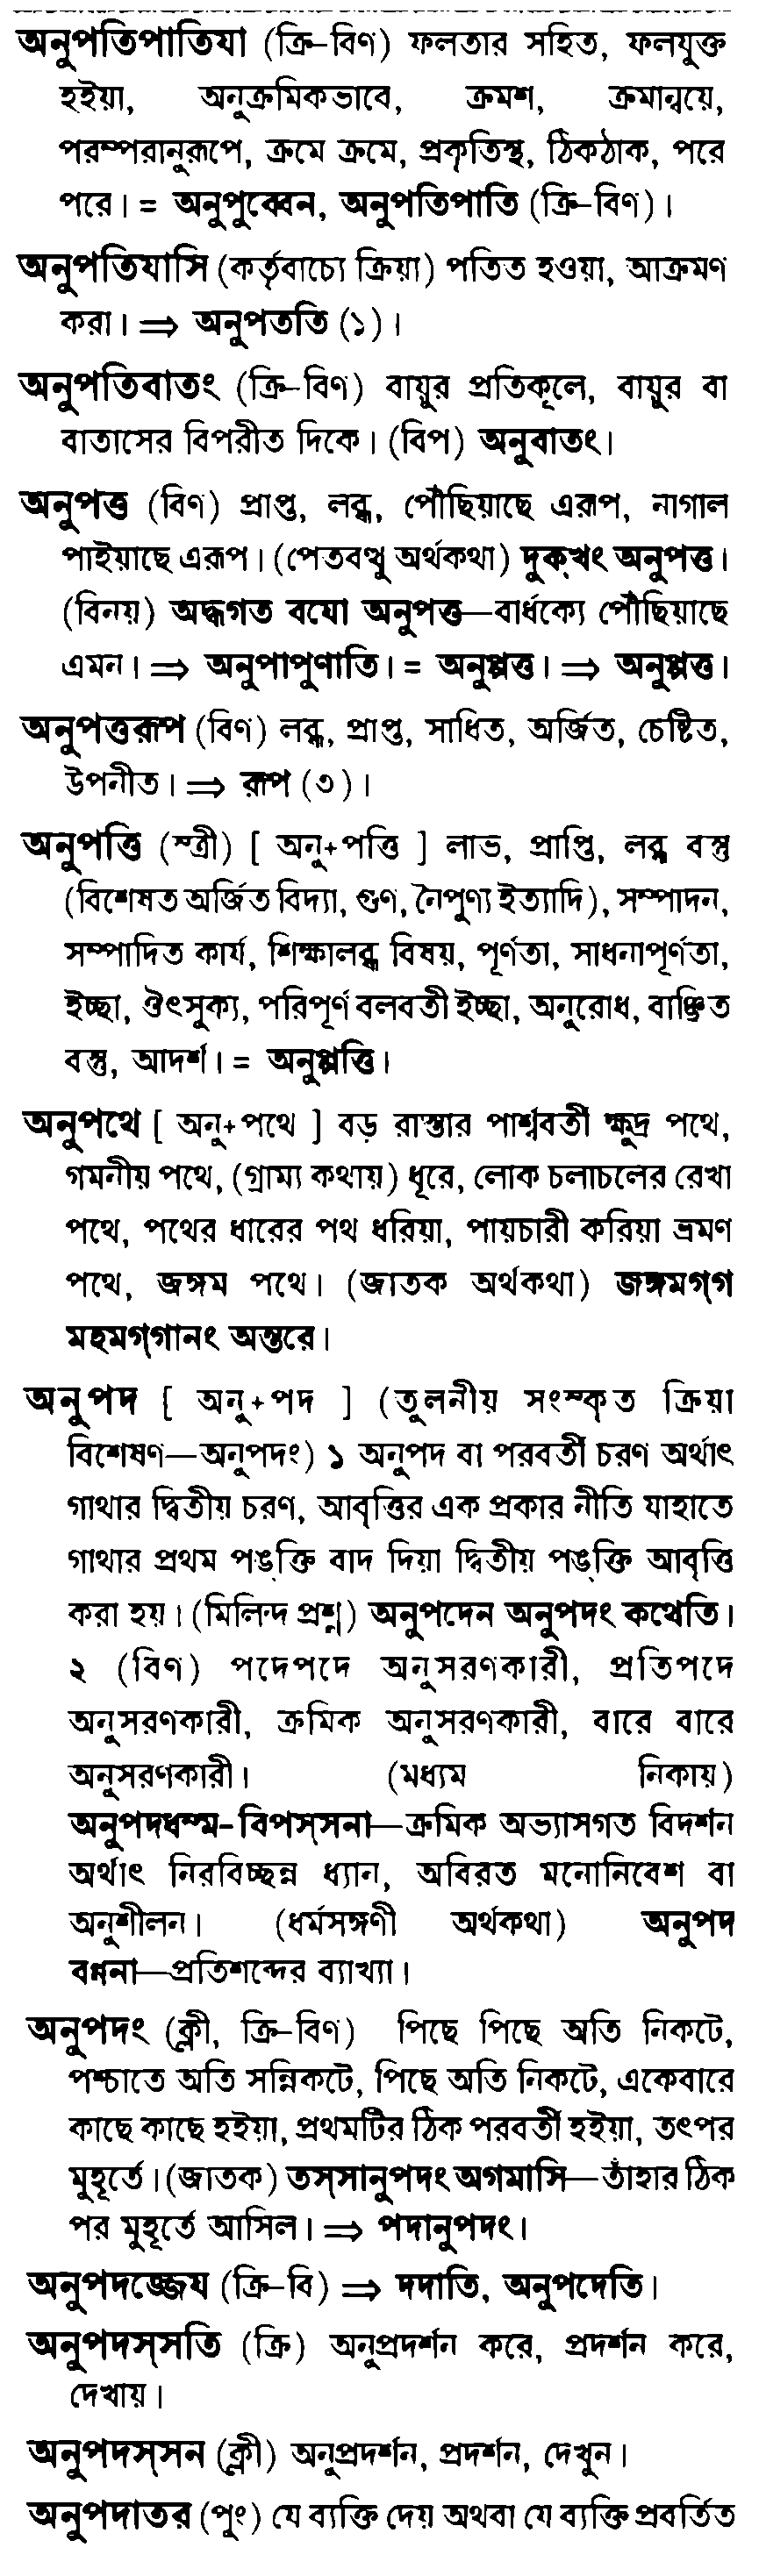 অনুপতিপাতিযা (ক্রি-বিণ) ফলতার সহিত, ফলযুক্ত
হইয়া, অনুক্রমিকভাবে, ক্রমশ, ক্রমান্বয়ে,
পরম্পরানুরূপে, ক্রমে ক্রমে, প্রকৃতিস্থ, ঠিকঠাক, পরে
পরে। = অনুপুব্বেন, অনুপতিপাতি (ক্রি-বিণ)।
অনুপতিযাসি (কর্তৃবাচ্যে ক্রিয়া) পতিত হওয়া, আক্রমণ
করা। ⇒ অনুপততি (১)।
অনুপতিবাতং (ক্রি-বিণ) বায়ুর প্রতিকূলে, বায়ুর বা
বাতাসের বিপরীত দিকে। (বিপ) অনুবাতং।
অনুপত্ত (বিণ) প্রাপ্ত, লব্ধ, পৌঁছিয়াছে এরূপ, নাগাল
পাইয়াছে এরূপ। (পেতবত্থু অর্থকথা) দুক্খং অনুপত্ত।
(বিনয়) অদ্ধগত বযো অনুপত্ত—বার্ধক্যে পৌঁছিয়াছে
এমন। ⇒ অনুপাপুণাতি। = অনুপ্পত্ত। ⇒ অনুপ্পত্ত।
অনুপত্তরূপ (বিণ) লব্ধ, প্রাপ্ত, সাধিত, অর্জিত, চেষ্টিত,
উপনীত। ⇒ রূপ (৩)।
অনুপত্তি (স্ত্রী) [ অনু+পত্তি ] লাভ, প্রাপ্তি, লব্ধ বস্তু
(বিশেষত অর্জিত বিদ্যা, গুণ, নৈপুণ্য ইত্যাদি), সম্পাদন,
সম্পাদিত কার্য, শিক্ষালব্ধ বিষয়, পূর্ণতা, সাধনাপূর্ণতা,
ইচ্ছা, ঔৎসুক্য, পরিপূর্ণ বলবতী ইচ্ছা, অনুরোধ, বাঞ্ছিত
বস্তু, আদর্শ। = অনুপ্পত্তি।
অনুপথে [ অনু+পথে ] বড় রাস্তার পার্শ্ববর্তী ক্ষুদ্র পথে,
গমনীয় পথে, (গ্রাম্য কথায়) ধূরে, লোক চলাচলের রেখা
পথে, পথের ধারের পথ ধরিয়া, পায়চারী করিয়া ভ্রমণ
পথে, জঙ্গম পথে। (জাতক অর্থকথা) জঙ্গমগ্গ
মহমগ্গানং অন্তরে।
অনুপদ [ অনু+পদ ] (তুলনীয় সংস্কৃত ক্রিয়া
বিশেষণ—অনুপদং) ১ অনুপদ বা পরবর্তী চরণ অর্থাৎ
গাথার দ্বিতীয় চরণ, আবৃত্তির এক প্রকার নীতি যাহাতে
গাথার প্রথম পঙ্‌ক্তি বাদ দিয়া দ্বিতীয় পঙ্‌ক্তি আবৃত্তি
করা হয়। (মিলিন্দ প্রশ্ন) অনুপদেন অনুপদং কথেতি।
২ (বিণ) পদেপদে অনুসরণকারী, প্রতিপদে
অনুসরণকারী, ক্রমিক অনুসরণকারী, বারে বারে
অনুসরণকারী। (মধ্যম নিকায়)
অনুপদধম্ম-বিপস্সনা—ক্রমিক অভ্যাসগত বিদর্শন
অর্থাৎ নিরবিচ্ছন্ন ধ্যান, অবিরত মনোনিবেশ বা
অনুশীলন। (ধর্মসঙ্গণী অর্থকথা) অনুপদ
বণ্ণনা—প্রতিশব্দের ব্যাখ্যা।
অনুপদং (ক্লী, ক্রি-বিণ) পিছে পিছে অতি নিকটে,
পশ্চাতে অতি সন্নিকটে, পিছে অতি নিকটে, একেবারে
কাছে কাছে হইয়া, প্রথমটির ঠিক পরবর্তী হইয়া, তৎপর
মুহূর্তে। (জাতক) তস্সানুপদং অগমাসি—তাঁহার ঠিক
পর মুহূর্তে আসিল। ⇒ পদানুপদং।
অনুপদজ্জেয (ক্রি-বি) ⇒ দদাতি, অনুপদেতি।
অনুপদস্সতি (ক্রি) অনুপ্রদর্শন করে, প্রদর্শন করে,
দেখায়।
অনুপদস্সন (ক্লী) অনুপ্রদর্শন, প্রদর্শন, দেখুন।
অনুপদাতর (পুং) যে ব্যক্তি দেয় অথবা যে ব্যক্তি প্রবর্তিত